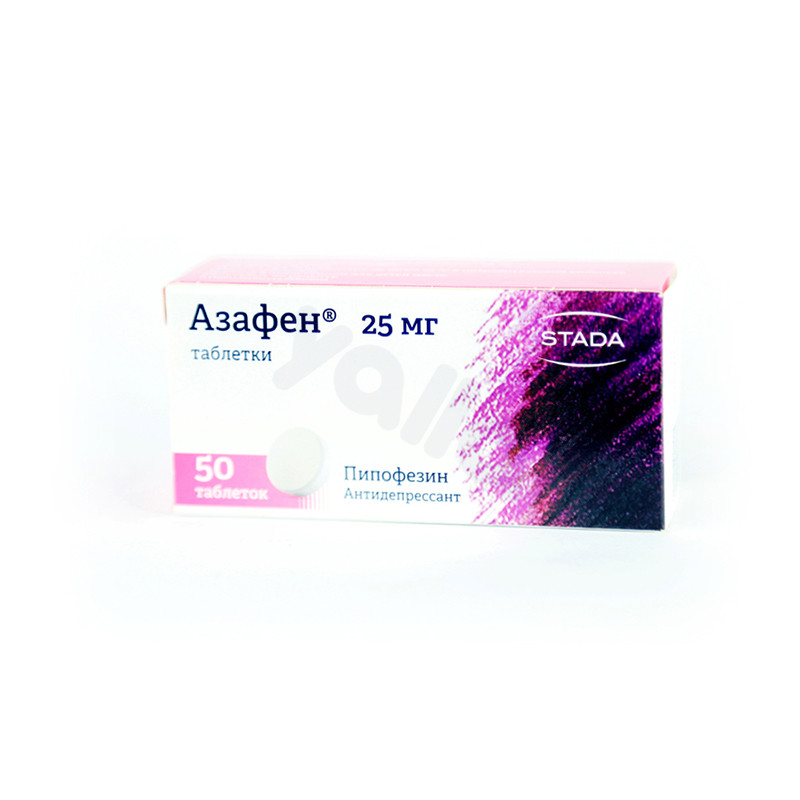 Азафен® 25 мг
таблетки
STADA
50
таблеток
Пипофезин
Антидепрессант